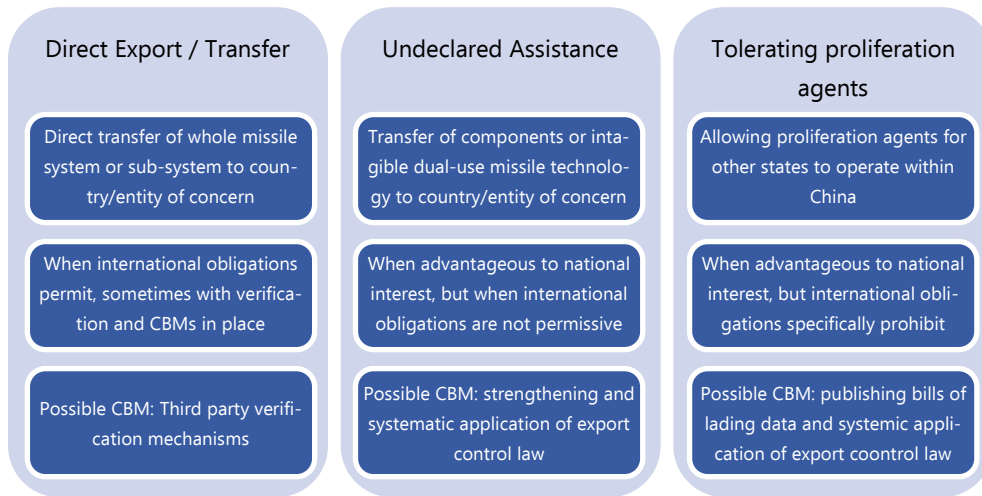 Direct Export / Transfer
Direct transfer of whole missile
system or sub-system to coun-
try/entity of concern
When international obligations
permit, sometimes with verifica-
tion and CBMs in place
Possible CBM: Third party verifi-
cation mechanisms
Undeclared Assistance
Transfer of components or inta-
gible dual-use missile technolo-
gy to country/entity of concern
When advantageous to national
interest, but when international
obligations are not permissive
Possible CBM: strengthening and
systematic application of export
control law
Tolerating proliferation
agents
Allowing proliferation agents for
other states to operate within
China
When advantageous to national
interest, but international obli-
gations specifically prohibit
Possible CBM: publishing bills of
lading data and systemic appli-
cation of export coontrol law